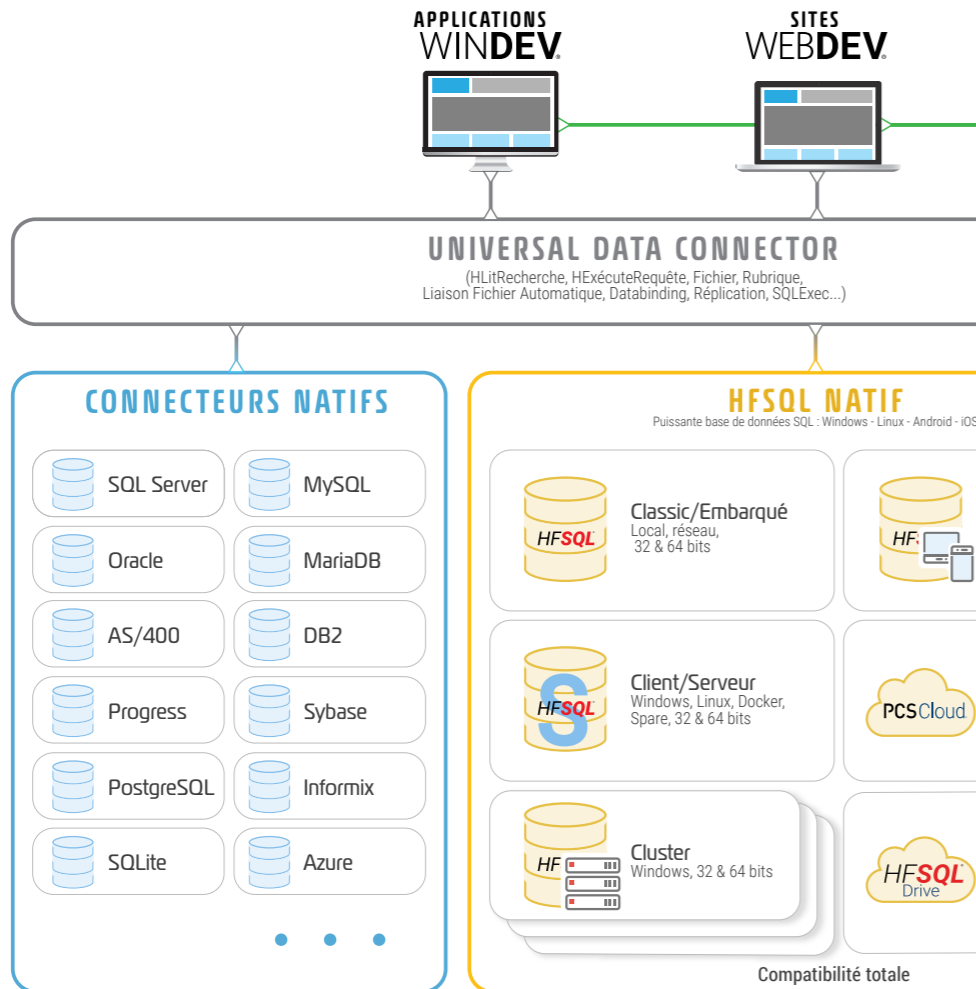 APPLICATIONS
WINDEV®
SITES
WEBDEV®
UNIVERSAL DATA CONNECTOR
(HLitRecherche, HExécuteRequête, Fichier, Rubrique,
Liaison Fichier Automatique, Databinding, Réplication, SQLExec...)
CONNECTEURS NATIFS
SQL Server
MySQL
Oracle
MariaDB
AS/400
DB2
Progress
Sybase
PostgreSQL
Informix
SQLite
Azure
HFSQL NATIF
Puissante base de données SQL : Windows - Linux - Android - iOS
HFSQL
Classic/Embarqué
Local, réseau,
32 & 64 bits
HF
S
HFSQL
Client/Serveur
Windows, Linux, Docker,
Spare, 32 & 64 bits
PCSCloud
HF
Cluster
Windows, 32 & 64 bits
HFSQL
Drive
Compatibilité totale